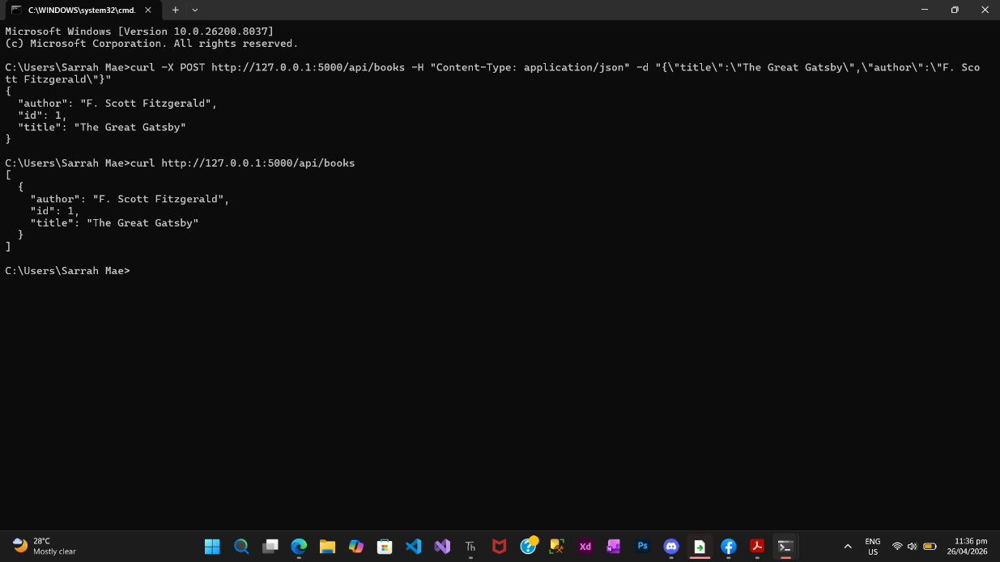 C:\WINDOWS\system32\cmd.
Microsoft Windows [Version 10.0.26200.8037]
(c) Microsoft Corporation. All rights reserved.
C:\Users\Sarrah Mae>curl -X POST http://127.0.0.1:5000/api/books -H "Content-Type: application/json" -d "{\"title\":\"The Great Gatsby\",\"author\":\"F. Sco
tt Fitzgerald\"}"
{
  "author": "F. Scott Fitzgerald",
  "id": 1,
  "title": "The Great Gatsby"
}
C:\Users\Sarrah Mae>curl http://127.0.0.1:5000/api/books
[
  {
    "author": "F. Scott Fitzgerald",
    "id": 1,
    "title": "The Great Gatsby"
  }
]
C:\Users\Sarrah Mae>
28°C
Mostly clear
Th
Xd
N
Ps
ENG
US
11:36 pm
26/04/2026